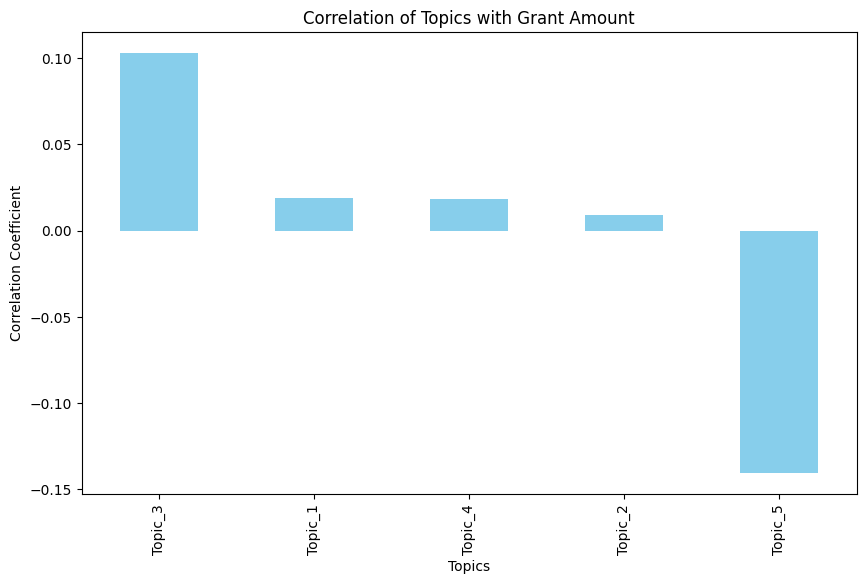 Correlation of Topics with Grant Amount
Correlation Coefficient
0.10
0.05
0.00
−0.05
−0.10
−0.15
Topic_3
Topic_1
Topic_4
Topic_2
Topic_5
Topics